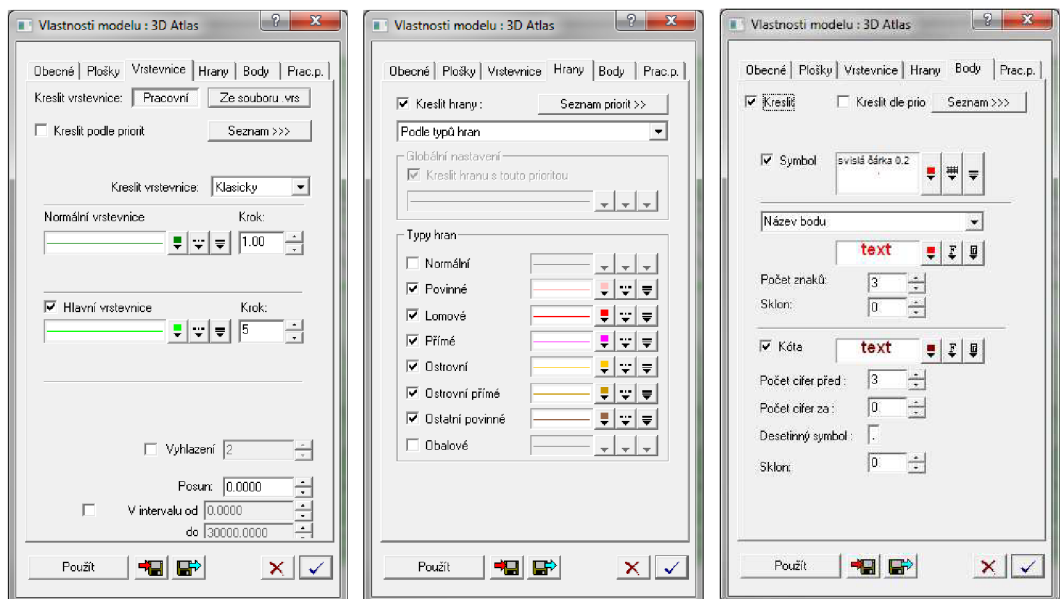 Vlastnosti modelu : 3D Atlas
Obecné Plošky Vrstevnice Hrany Body Prac.p.
Kreslit vrstevnice: Pracovní Ze souboru .vrs
Kreslit podle priorit Seznam >>>
Kreslit vrstevnice: Klasicky
Normální vrstevnice Krok:
1.00
Hlavní vrstevnice Krok:
5
Vyhlazení 2
Posun: 0.0000
V intervalu od 0.0000
do 30000.0000
Použít
Vlastnosti modelu : 3D Atlas
Obecné Plošky Vrstevnice Hrany Body Prac.p.
Kreslit hrany : Seznam priorit >>
Podle typů hran
Globální nastavení
Kreslit hranu s touto prioritou
Typy hran
Normální
Povinné
Lomové
Přímé
Ostrovní
Ostrovní přímé
Ostatní povinné
Obalové
Použít
Vlastnosti modelu : 3D Atlas
Obecné Plošky Vrstevnice Hrany Body Prac.p.
Kreslit Kreslit dle prio Seznam >>>
Symbol svislá čárka 0.2
Název bodu
text
Počet znaků: 3
Sklon: 0
Kóta text
Počet cifer před : 3
Počet cifer za : 0
Desetinný symbol : .
Sklon: 0
Použít